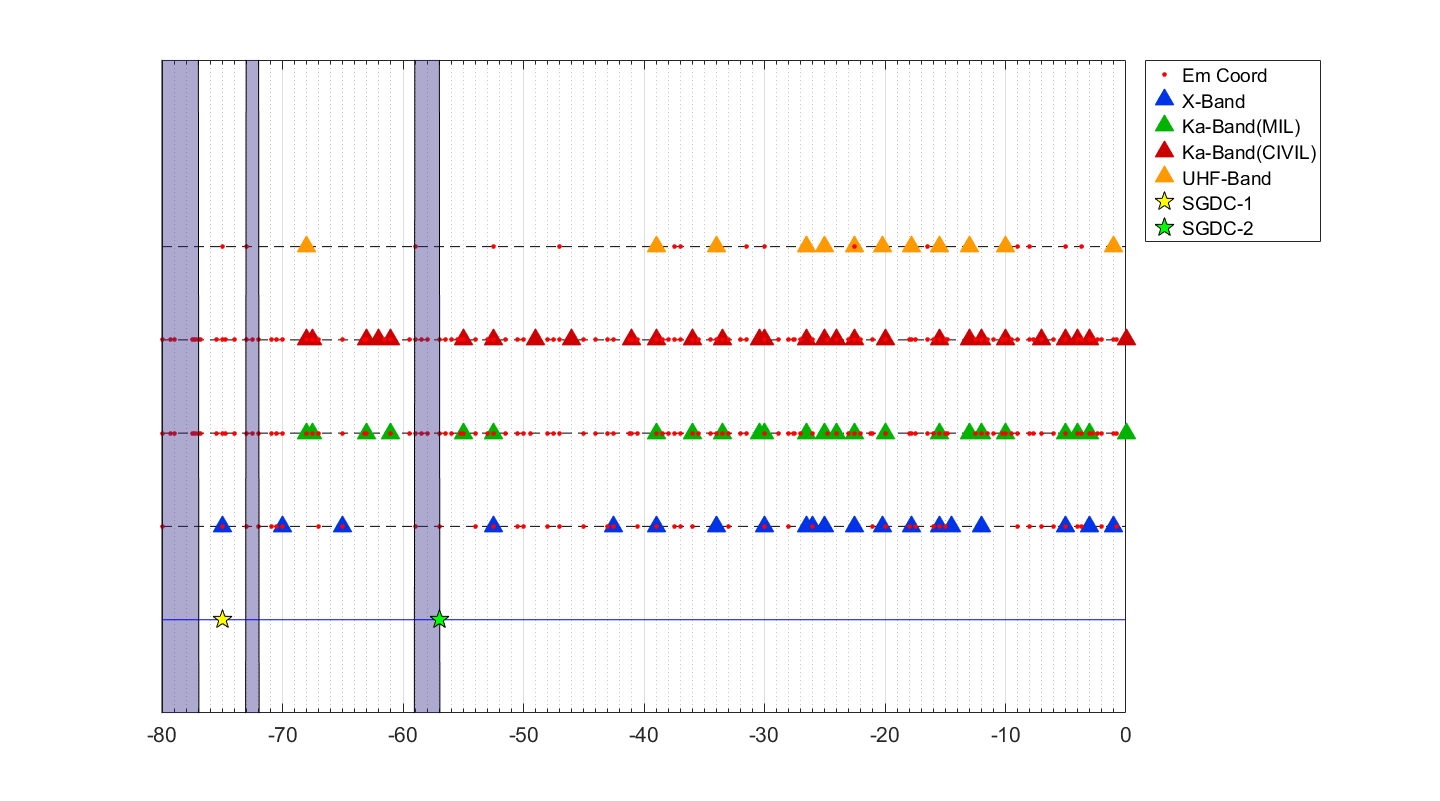 Em Coord
X-Band
Ka-Band(MIL)
Ka-Band(CIVIL)
UHF-Band
SGDC-1
SGDC-2
-80 -70 -60 -50 -40 -30 -20 -10 0